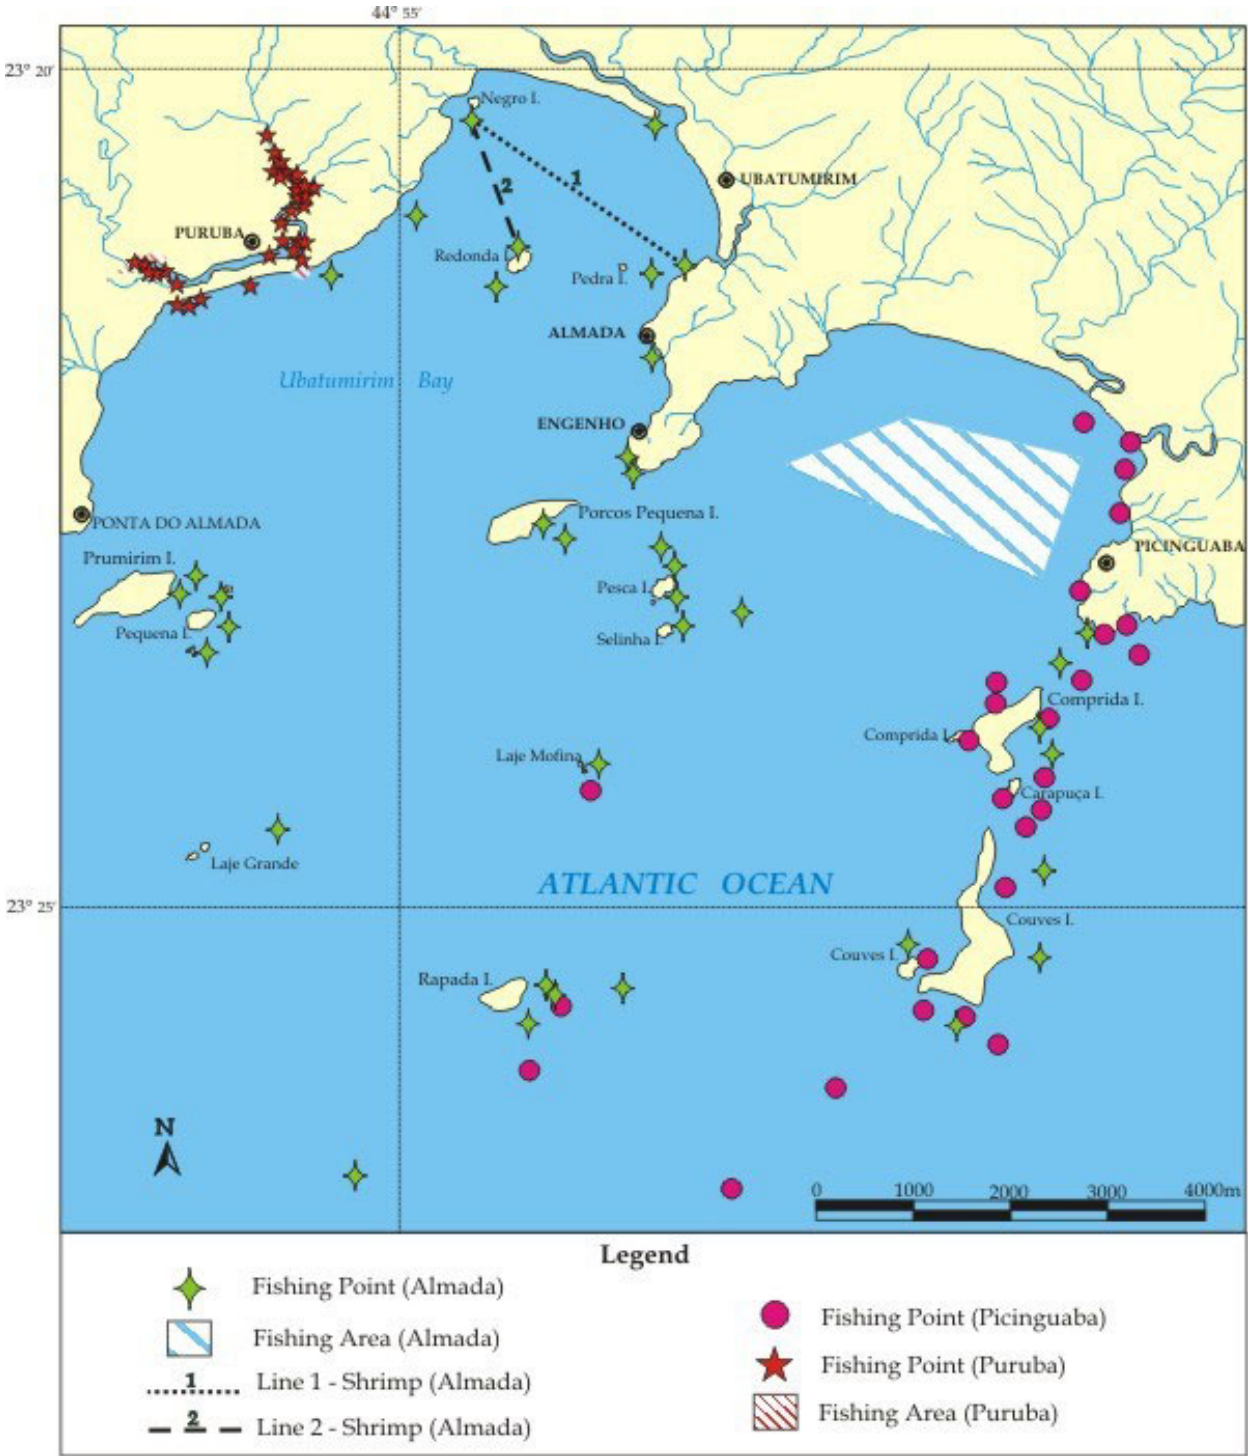 44° 55'
23° 20'
Negro I.
1
UBATUMIRIM
2
PURUBA
Redonda I.
Pedra I.
ALMADA
Ubatumirim Bay
ENGENHO
Porcos Pequena I.
PONTA DO ALMADA
PICINGUABA
Prumirim I.
Pesca I.
Pequena I.
Selinha I.
Comprida I.
Comprida I.
Laje Mofina
Carapuça I.
Laje Grande
ATLANTIC OCEAN
23° 25'
Couves I.
Couves I.
Rapada I.
N
0 1000 2000 3000 4000m
Legend
Fishing Point (Almada)
Fishing Area (Almada)
1 Line 1 - Shrimp (Almada)
2 Line 2 - Shrimp (Almada)
Fishing Point (Picinguaba)
Fishing Point (Puruba)
Fishing Area (Puruba)